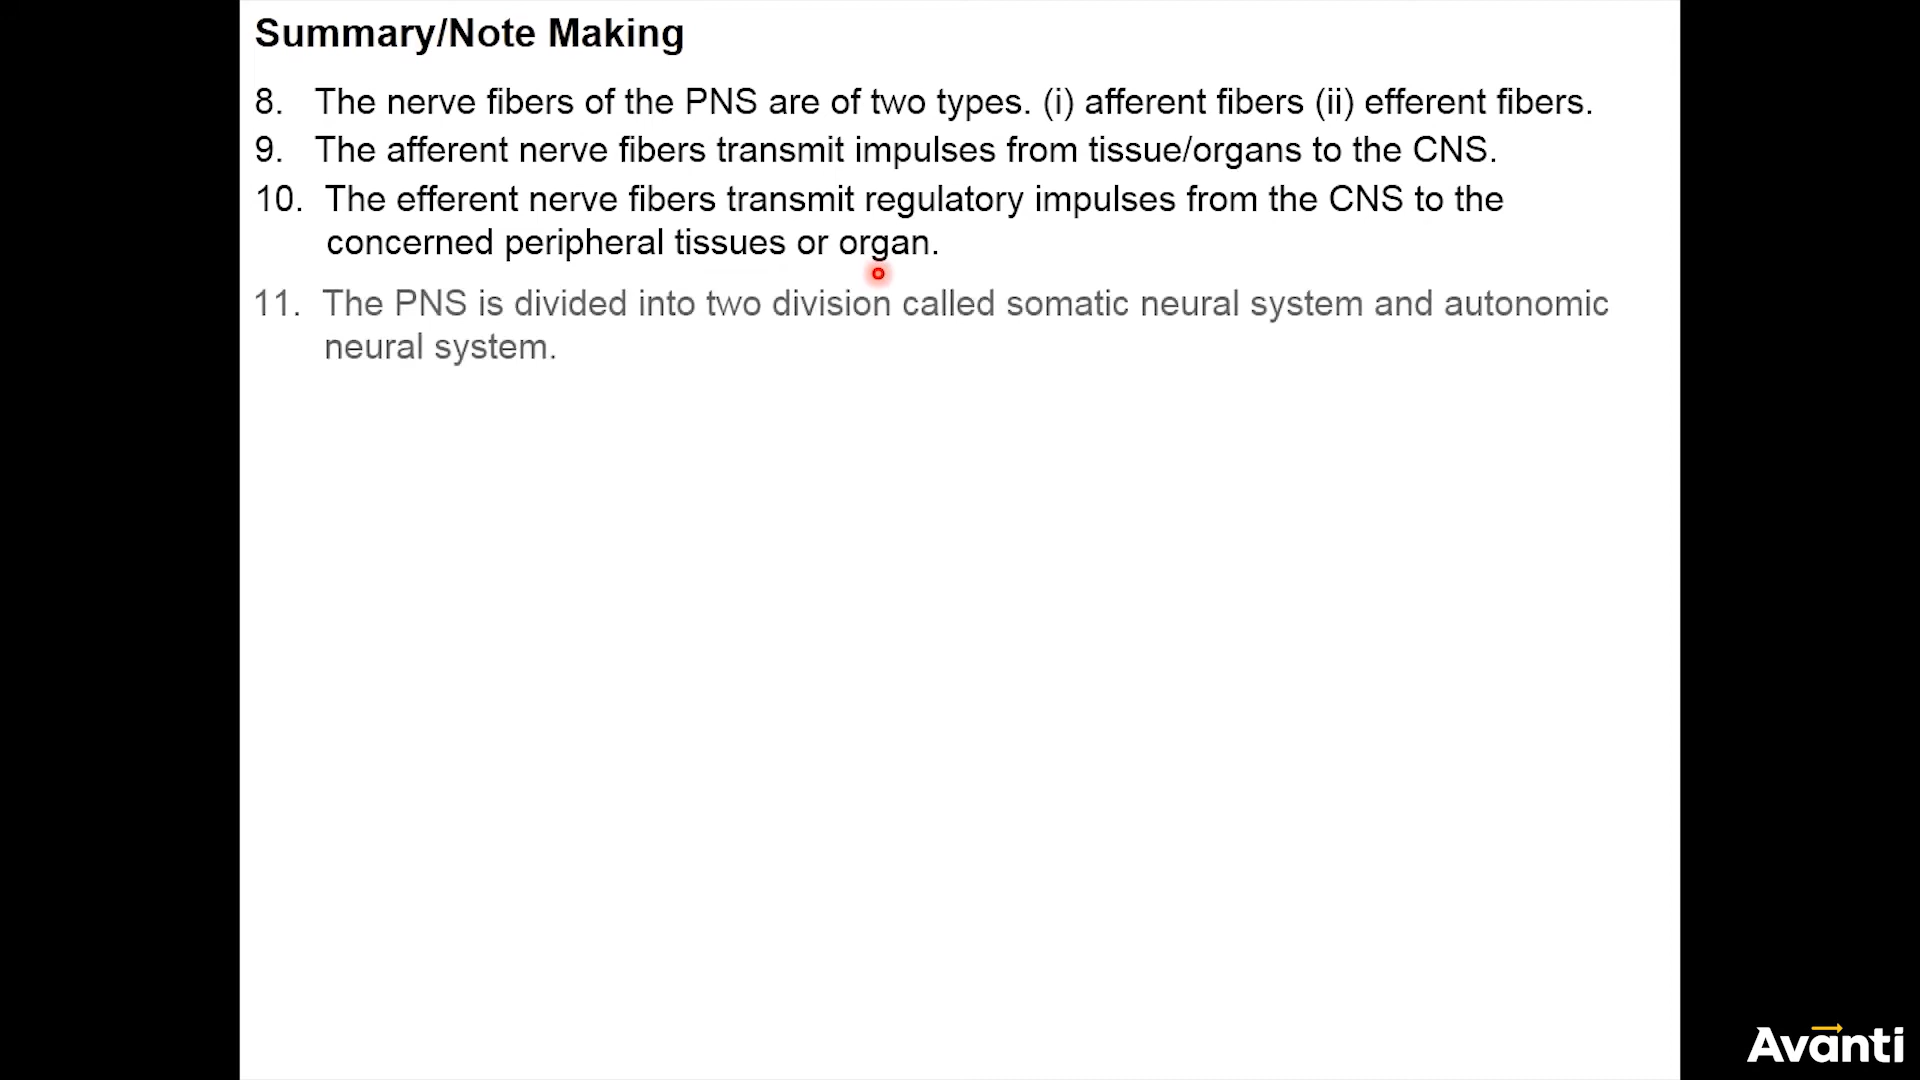 Summary/Note Making
8. The nerve fibers of the PNS are of two types. (i) afferent fibers (ii) efferent fibers.
9. The afferent nerve fibers transmit impulses from tissue/organs to the CNS.
10. The efferent nerve fibers transmit regulatory impulses from the CNS to the
concerned peripheral tissues or organ.
11. The PNS is divided into two division called somatic neural system and autonomic
neural system.
Avanti